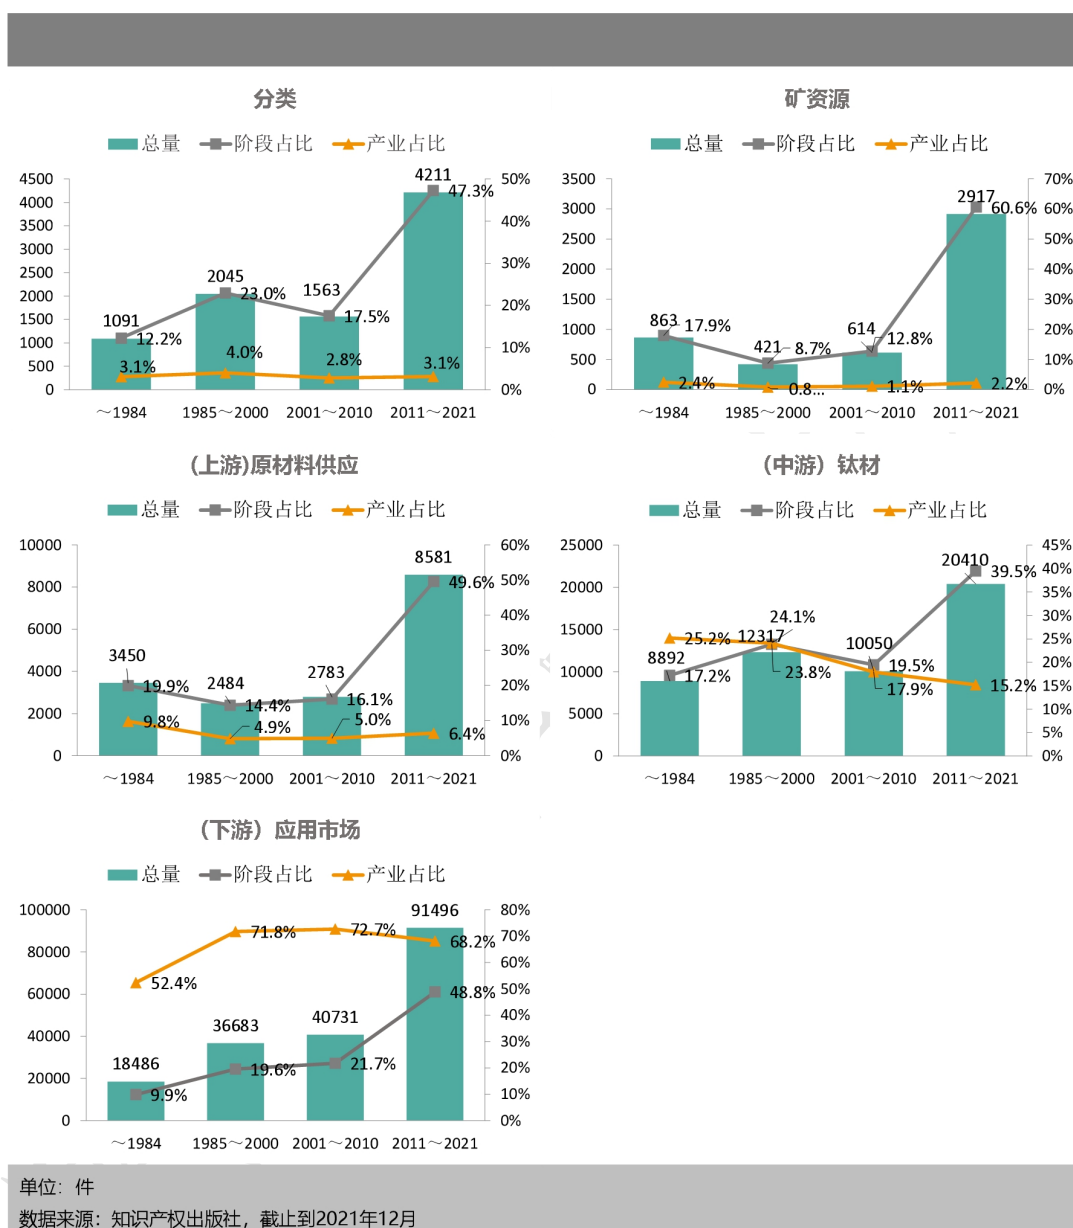 分类
总量 阶段占比 产业占比
4500
4000
3500
3000
2500
2000
1500
1000
500
0
50%
40%
30%
20%
10%
0%
1091 2045 1563 4211
12.2% 23.0% 17.5% 47.3%
3.1% 4.0% 2.8% 3.1%
～1984 1985～2000 2001～2010 2011～2021
矿资源
总量 阶段占比 产业占比
3500
3000
2500
2000
1500
1000
500
0
70%
60%
50%
40%
30%
20%
10%
0%
863 421 614 2917
17.9% 8.7% 12.8% 60.6%
2.4% 0.8... 1.1% 2.2%
～1984 1985～2000 2001～2010 2011～2021
(上游)原材料供应
总量 阶段占比 产业占比
10000
8000
6000
4000
2000
0
60%
50%
40%
30%
20%
10%
0%
3450 2484 2783 8581
19.9% 14.4% 16.1% 49.6%
9.8% 4.9% 5.0% 6.4%
～1984 1985～2000 2001～2010 2011～2021
（中游）钛材
总量 阶段占比 产业占比
25000
20000
15000
10000
5000
0
45%
40%
35%
30%
25%
20%
15%
10%
5%
0%
8892 12317 10050 20410
17.2% 24.1% 19.5% 39.5%
25.2% 23.8% 17.9% 15.2%
～1984 1985～2000 2001～2010 2011～2021
（下游）应用市场
总量 阶段占比 产业占比
100000
80000
60000
40000
20000
0
80%
70%
60%
50%
40%
30%
20%
10%
0%
18486 36683 40731 91496
9.9% 19.6% 21.7% 48.8%
52.4% 71.8% 72.7% 68.2%
～1984 1985～2000 2001～2010 2011～2021
单位：件
数据来源：知识产权出版社，截止到2021年12月